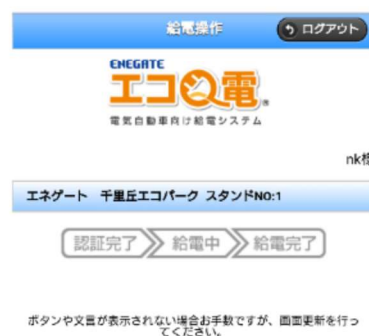 給電操作
ログアウト
ENEGATE
エコQ電
電気自動車向け給電システム
nk様
エネゲート 千里丘エコパーク スタンドNO:1
認証完了 給電中 給電完了
ボタンや文言が表示されない場合お手数ですが、画面更新を行っ
てください。